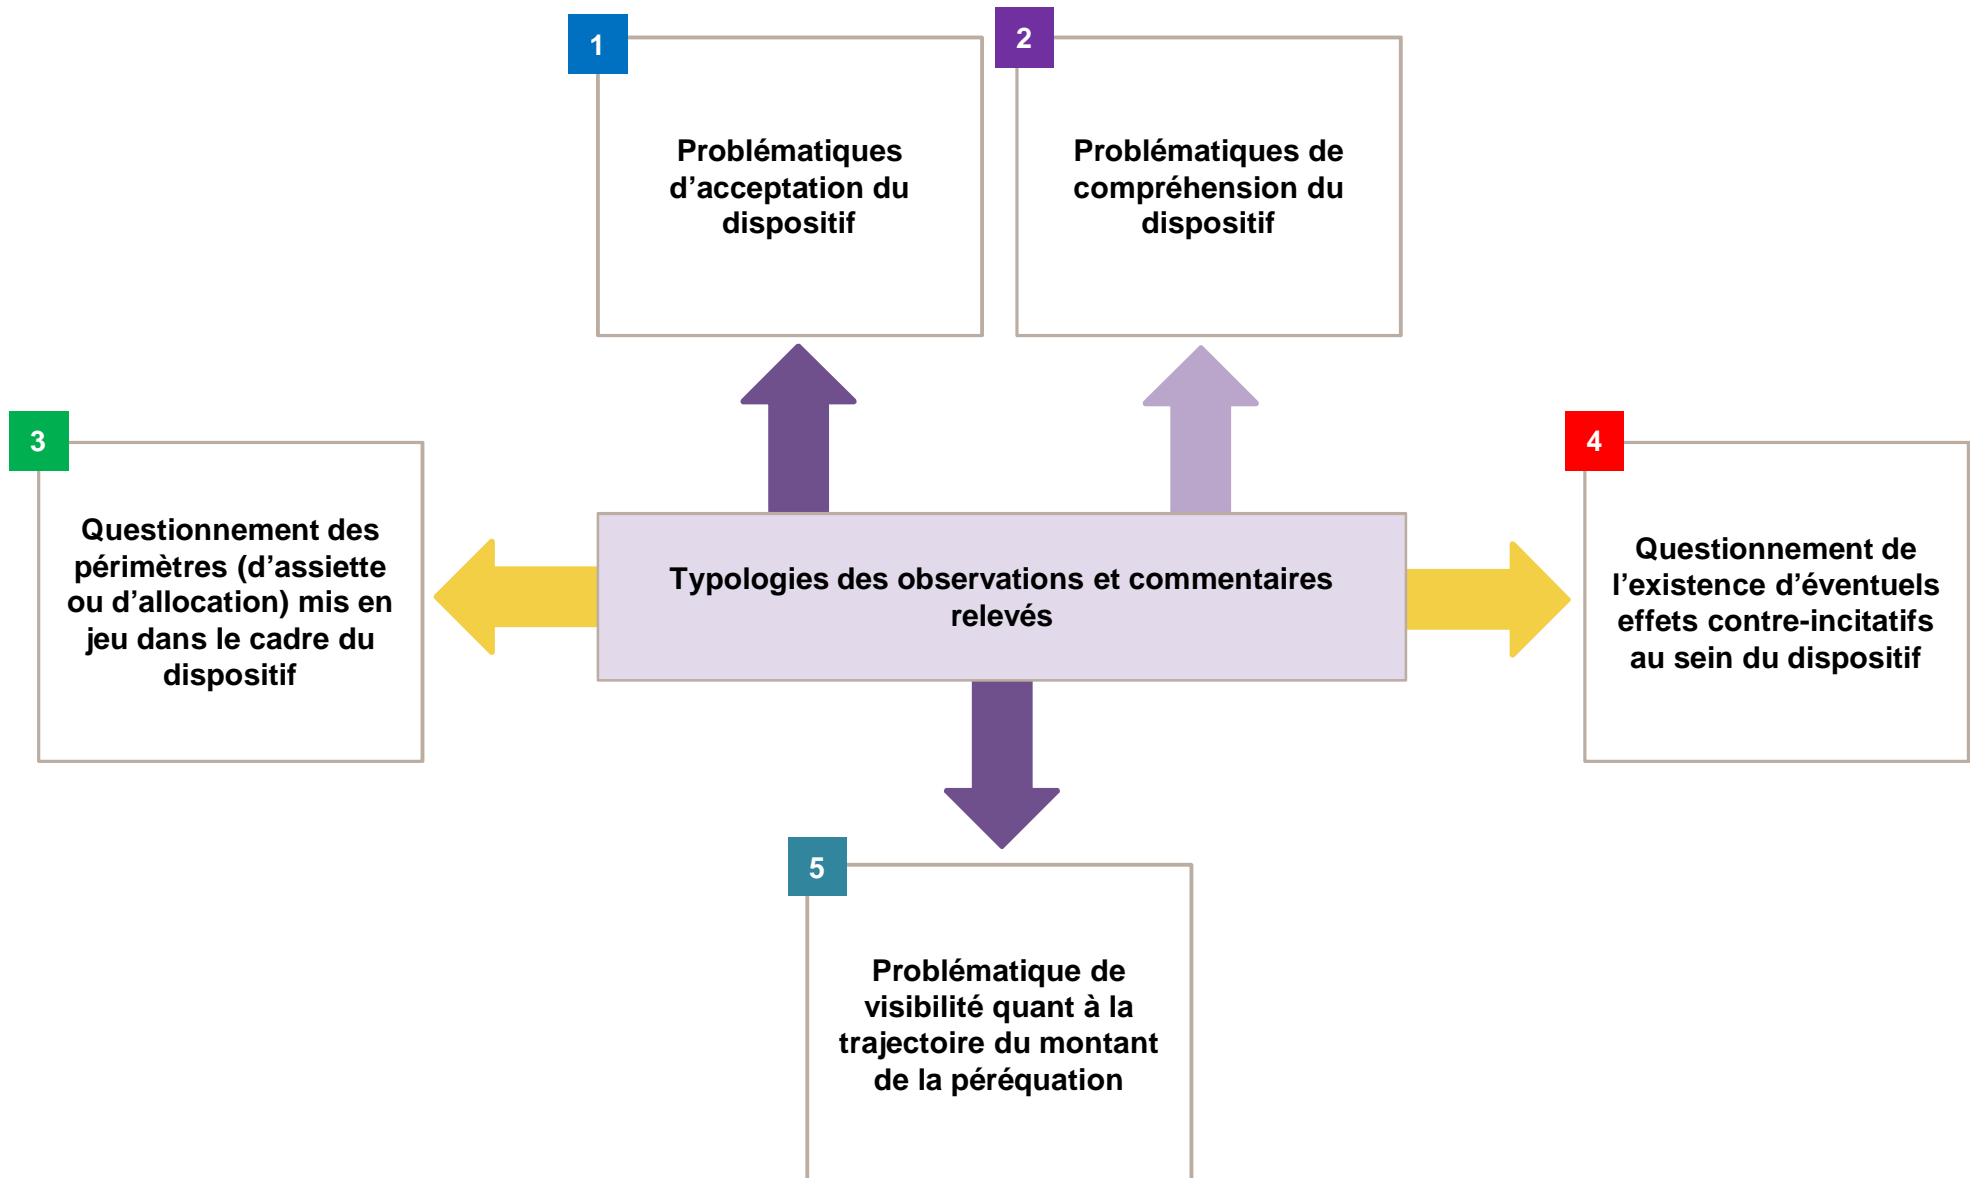 1
Problématiques
d’acceptation du
dispositif
2
Problématiques de
compréhension du
dispositif
3
Questionnement des
périmètres (d’assiette
ou d’allocation) mis en
jeu dans le cadre du
dispositif
Typologies des observations et commentaires
relevés
4
Questionnement de
l’existence d’éventuels
effets contre-incitatifs
au sein du dispositif
5
Problématique de
visibilité quant à la
trajectoire du montant
de la péréquation